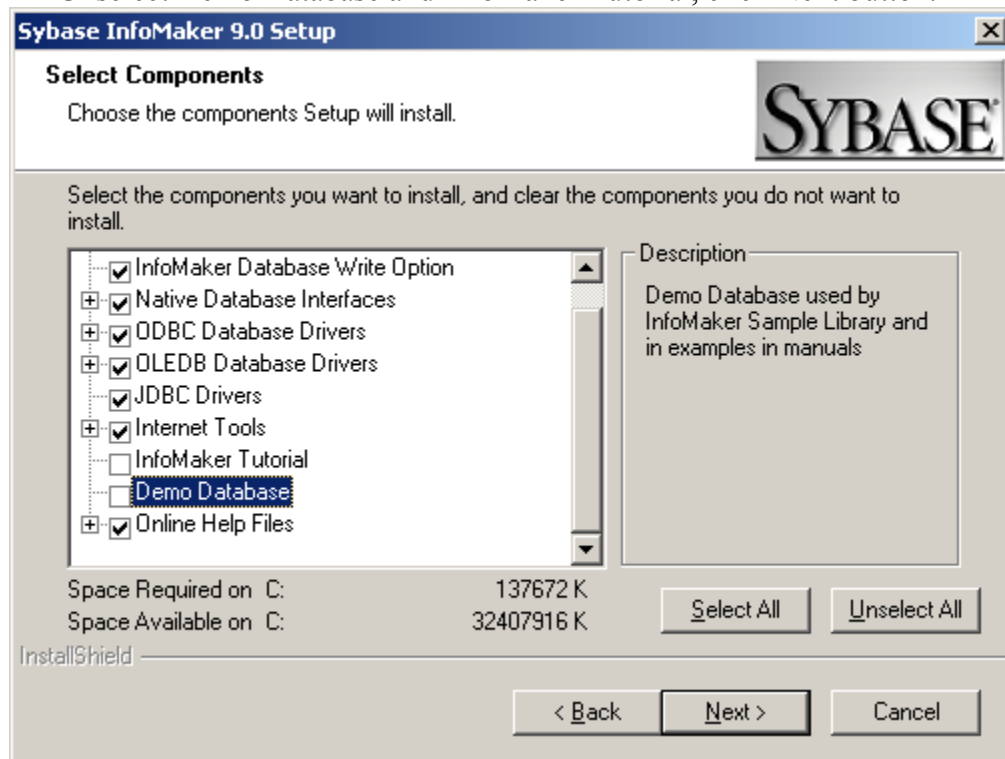 Sybase InfoMaker 9.0 Setup
Select Components
Choose the components Setup will install.
SYBASE
Select the components you want to install, and clear the components you do not want to
install.
InfoMaker Database Write Option
Native Database Interfaces
ODBC Database Drivers
OLEDB Database Drivers
JDBC Drivers
Internet Tools
InfoMaker Tutorial
Demo Database
Online Help Files
Description
Demo Database used by
InfoMaker Sample Library and
in examples in manuals
Space Required on C: 137672 K
Space Available on C: 32407916 K
Select All
Unselect All
InstallShield
< Back
Next >
Cancel